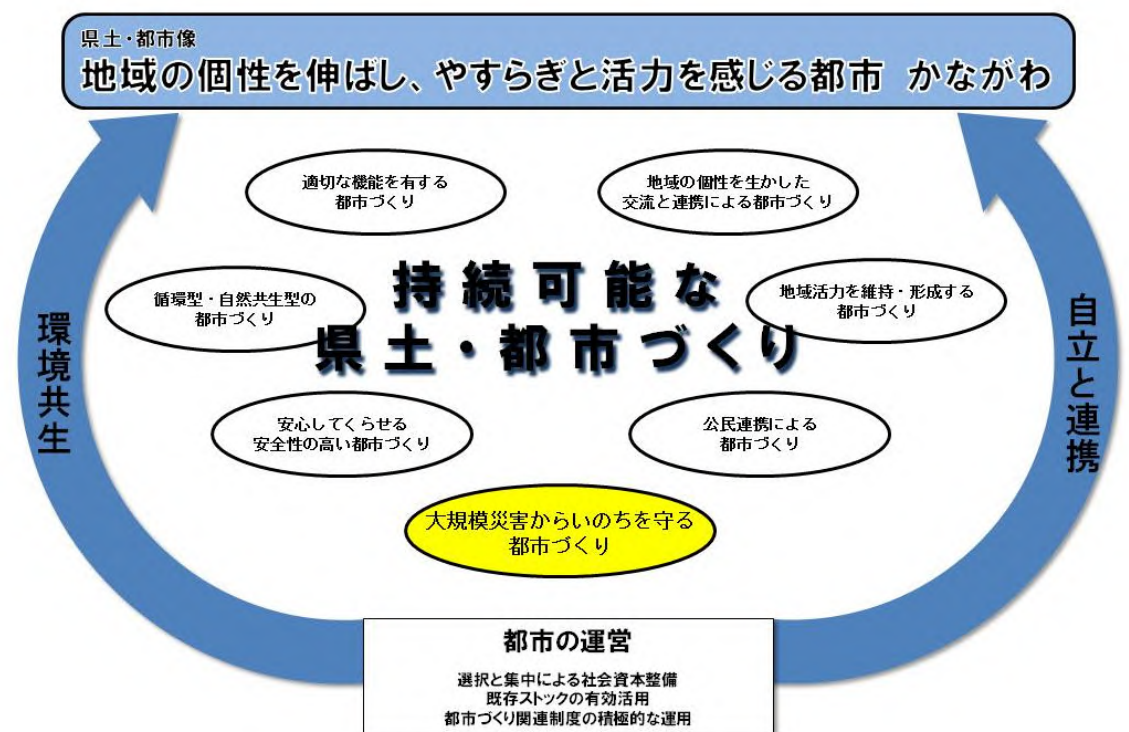 県土・都市像
地域の個性を伸ばし、やすらぎと活力を感じる都市　かながわ
適切な機能を有する
都市づくり
地域の個性を生かした
交流と連携による都市づくり
循環型・自然共生型の
都市づくり
持続可能な
県土・都市づくり
地域活力を維持・形成する
都市づくり
環境共生
自立と連携
安心してくらせる
安全性の高い都市づくり
公民連携による
都市づくり
大規模災害からいのちを守る
都市づくり
都市の運営
選択と集中による社会資本整備
既存ストックの有効活用
都市づくり関連制度の積極的な運用